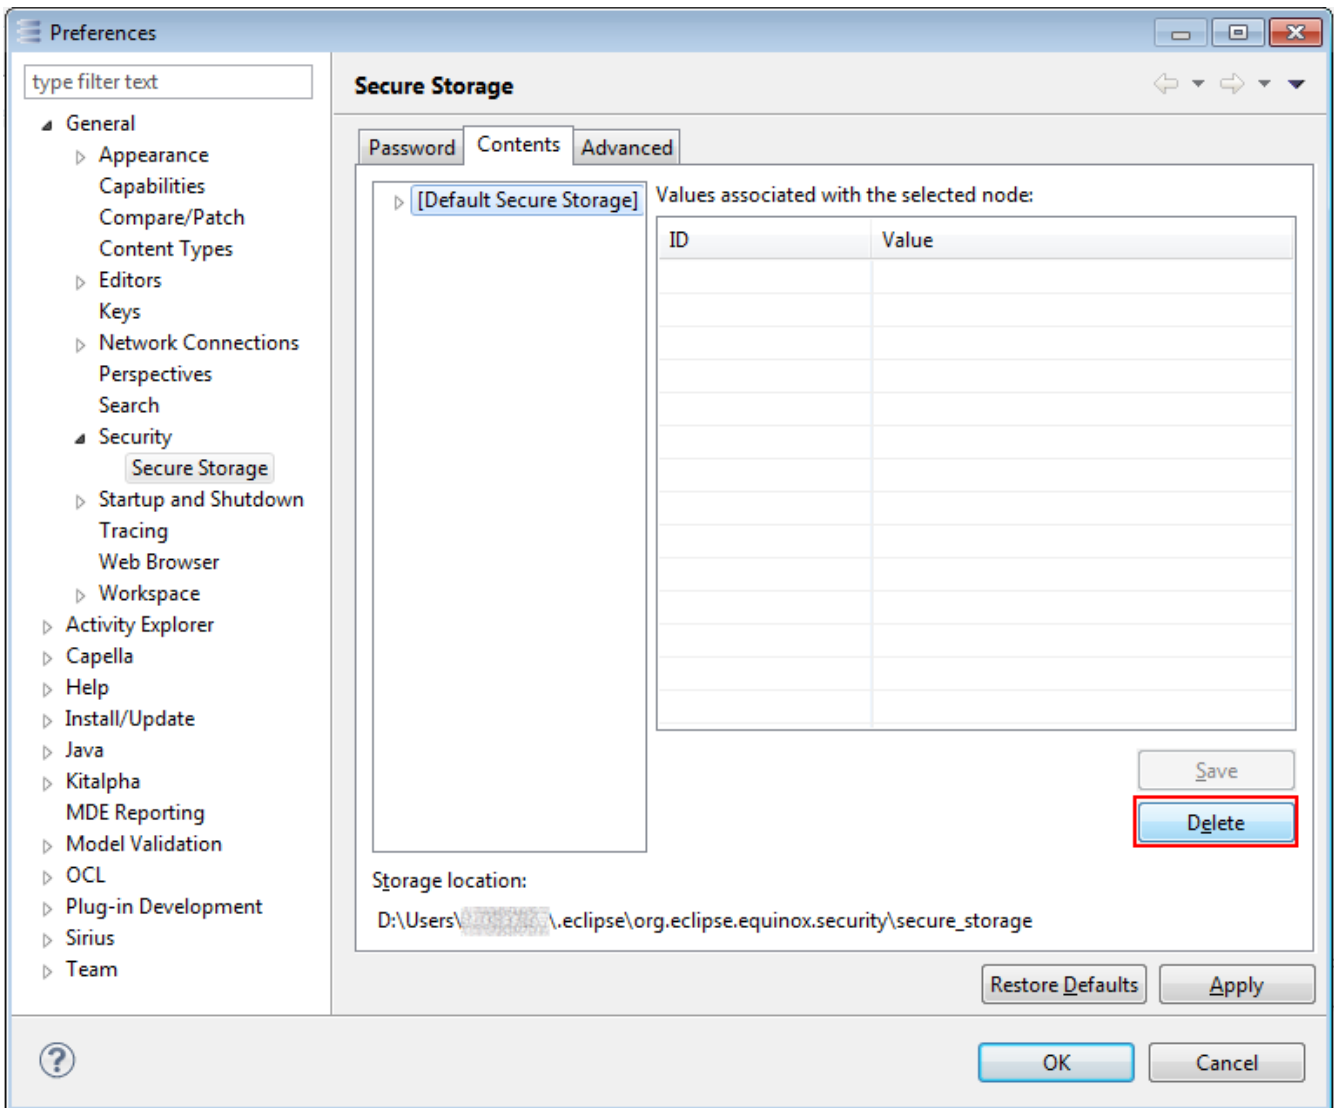 Preferences
type filter text
General
Appearance
Capabilities
Compare/Patch
Content Types
Editors
Keys
Network Connections
Perspectives
Search
Security
Secure Storage
Startup and Shutdown
Tracing
Web Browser
Workspace
Activity Explorer
Capella
Help
Install/Update
Java
Kitalpha
MDE Reporting
Model Validation
OCL
Plug-in Development
Sirius
Team
Secure Storage
Password Contents Advanced
[Default Secure Storage]
Values associated with the selected node:
ID Value
Save
Delete
Storage location:
D:\Users\ \.eclipse\org.eclipse.equinox.security\secure_storage
Restore Defaults Apply
OK Cancel